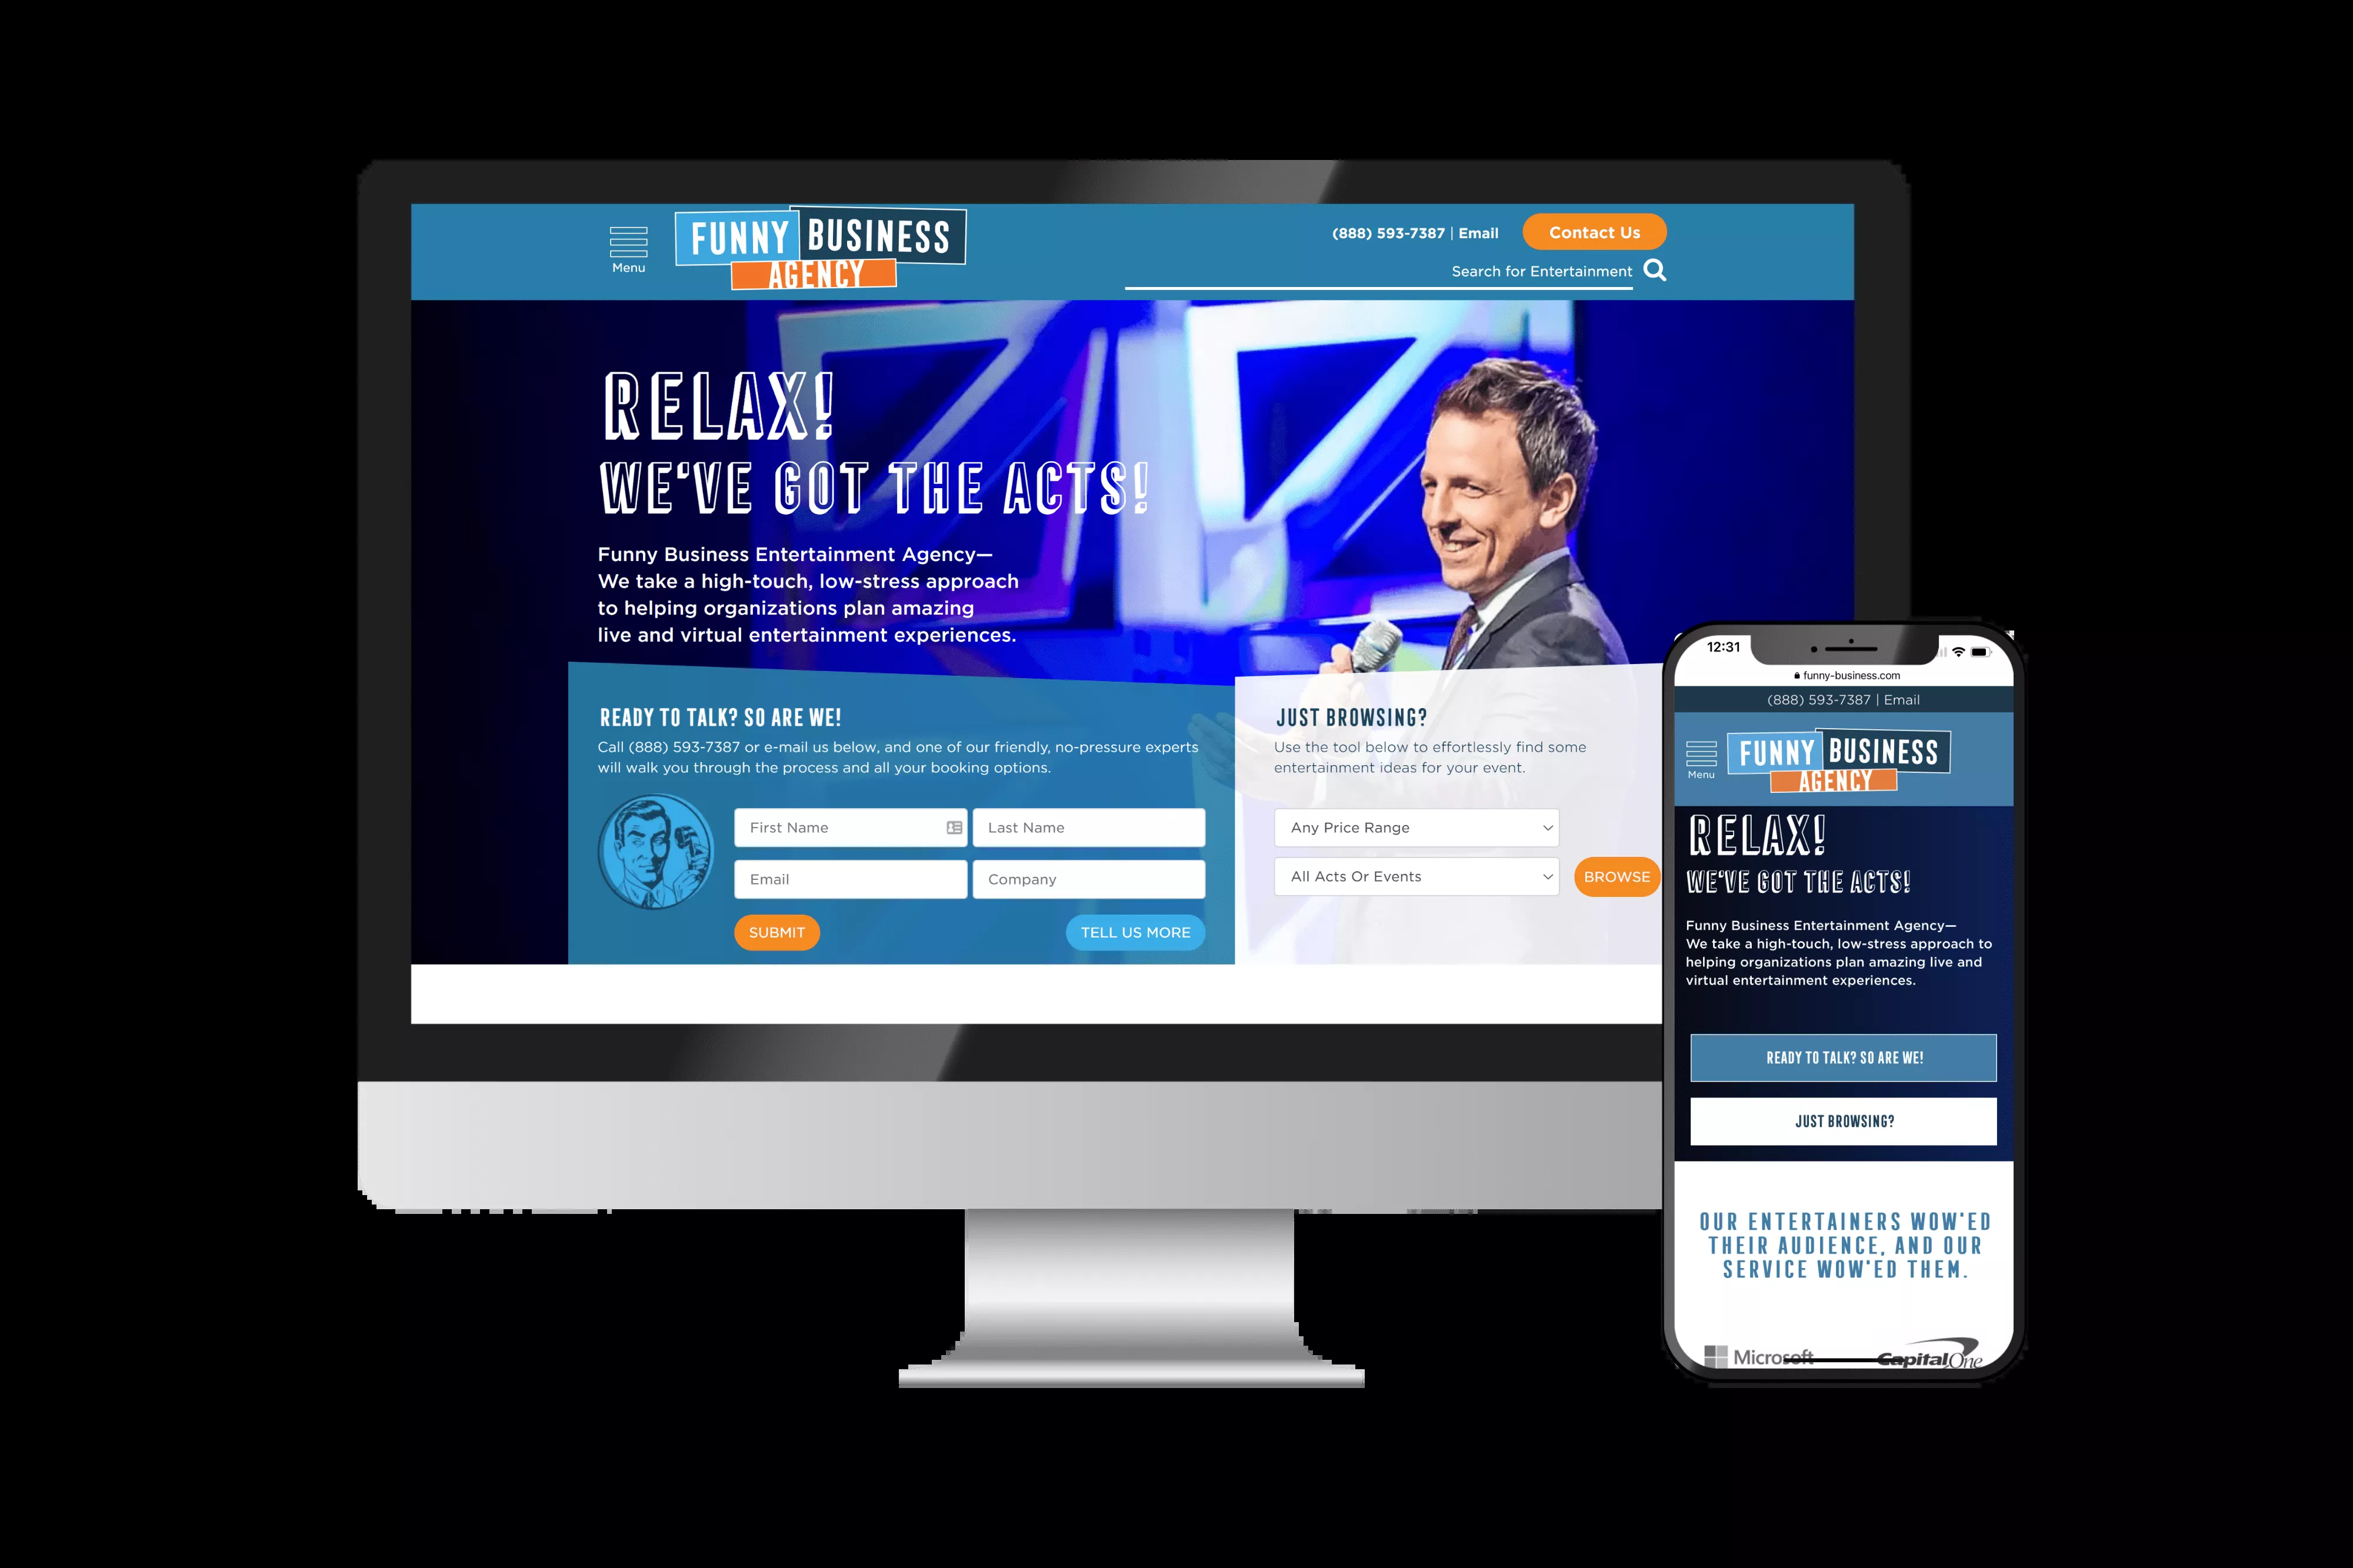 FUNNY BUSINESS
AGENCY
Menu
(888) 593-7387 | Email
Contact Us
Search for Entertainment
RELAX!
WE'VE GOT THE ACTS!
Funny Business Entertainment Agency—
We take a high-touch, low-stress approach
to helping organizations plan amazing
live and virtual entertainment experiences.
READY TO TALK? SO ARE WE!
Call (888) 593-7387 or e-mail us below, and one of our friendly, no-pressure experts
will walk you through the process and all your booking options.
First Name
Last Name
Email
Company
SUBMIT
TELL US MORE
JUST BROWSING?
Use the tool below to effortlessly find some
entertainment ideas for your event.
Any Price Range
All Acts Or Events
BROWSE
12:31
funny-business.com
(888) 593-7387 | Email
Menu
FUNNY BUSINESS
AGENCY
RELAX!
WE'VE GOT THE ACTS!
Funny Business Entertainment Agency—
We take a high-touch, low-stress approach to
helping organizations plan amazing live and
virtual entertainment experiences.
READY TO TALK? SO ARE WE!
JUST BROWSING?
OUR ENTERTAINERS WOW'ED
THEIR AUDIENCE, AND OUR
SERVICE WOW'ED THEM.
Microsoft
CapitalOne